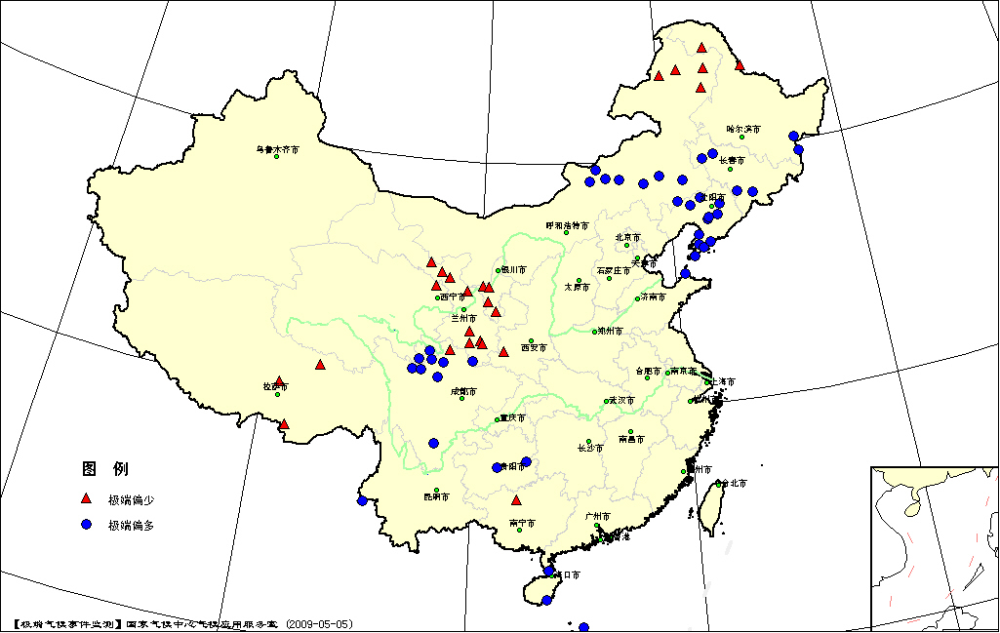 哈尔滨市
乌鲁木齐市
长春市
沈阳市
呼和浩特市
北京市
天津市
银川市
石家庄市
太原市
济南市
西宁市
兰州市
郑州市
西安市
合肥市
南京市
上海市
拉萨市
成都市
武汉市
杭州市
重庆市
南昌市
长沙市
贵阳市
州市
台北市
昆明市
广州市
南宁市
香港
海口市
图 例
极端偏少
极端偏多
【极端气候事件监测】国家气候中心气候应用服务室 (2009-05-05)